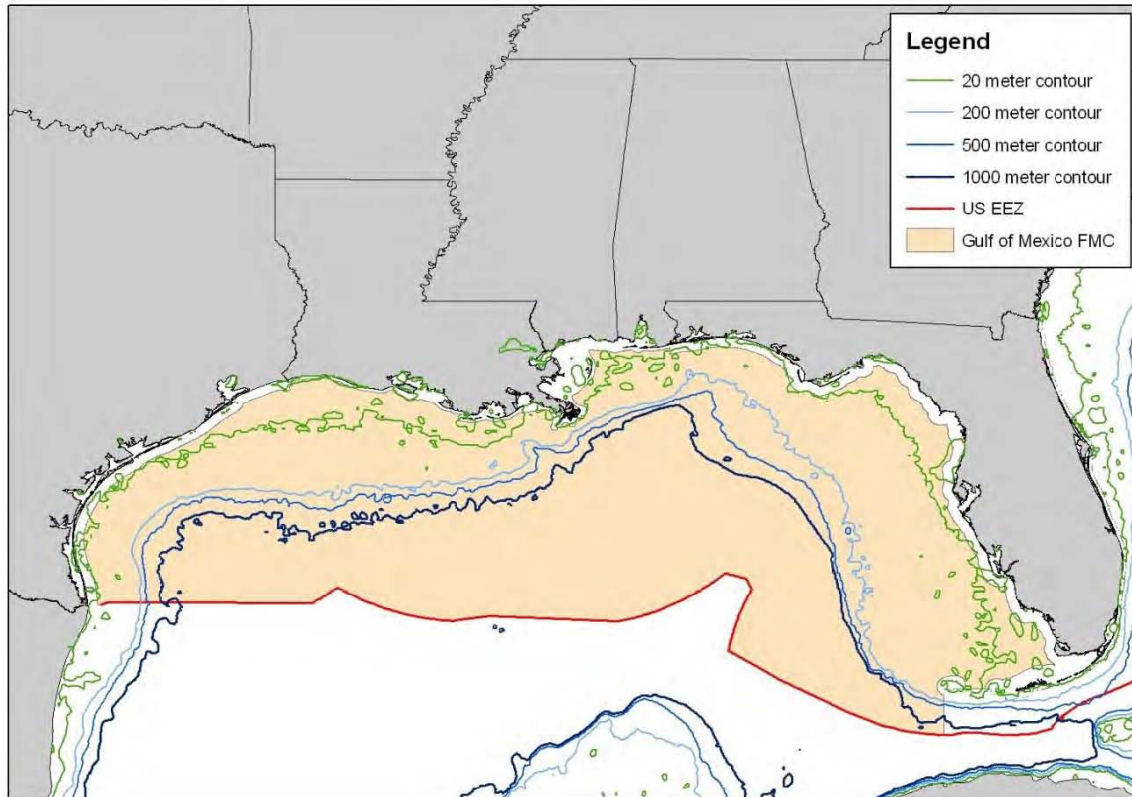 Legend
20 meter contour
200 meter contour
500 meter contour
1000 meter contour
US EEZ
Gulf of Mexico FMC